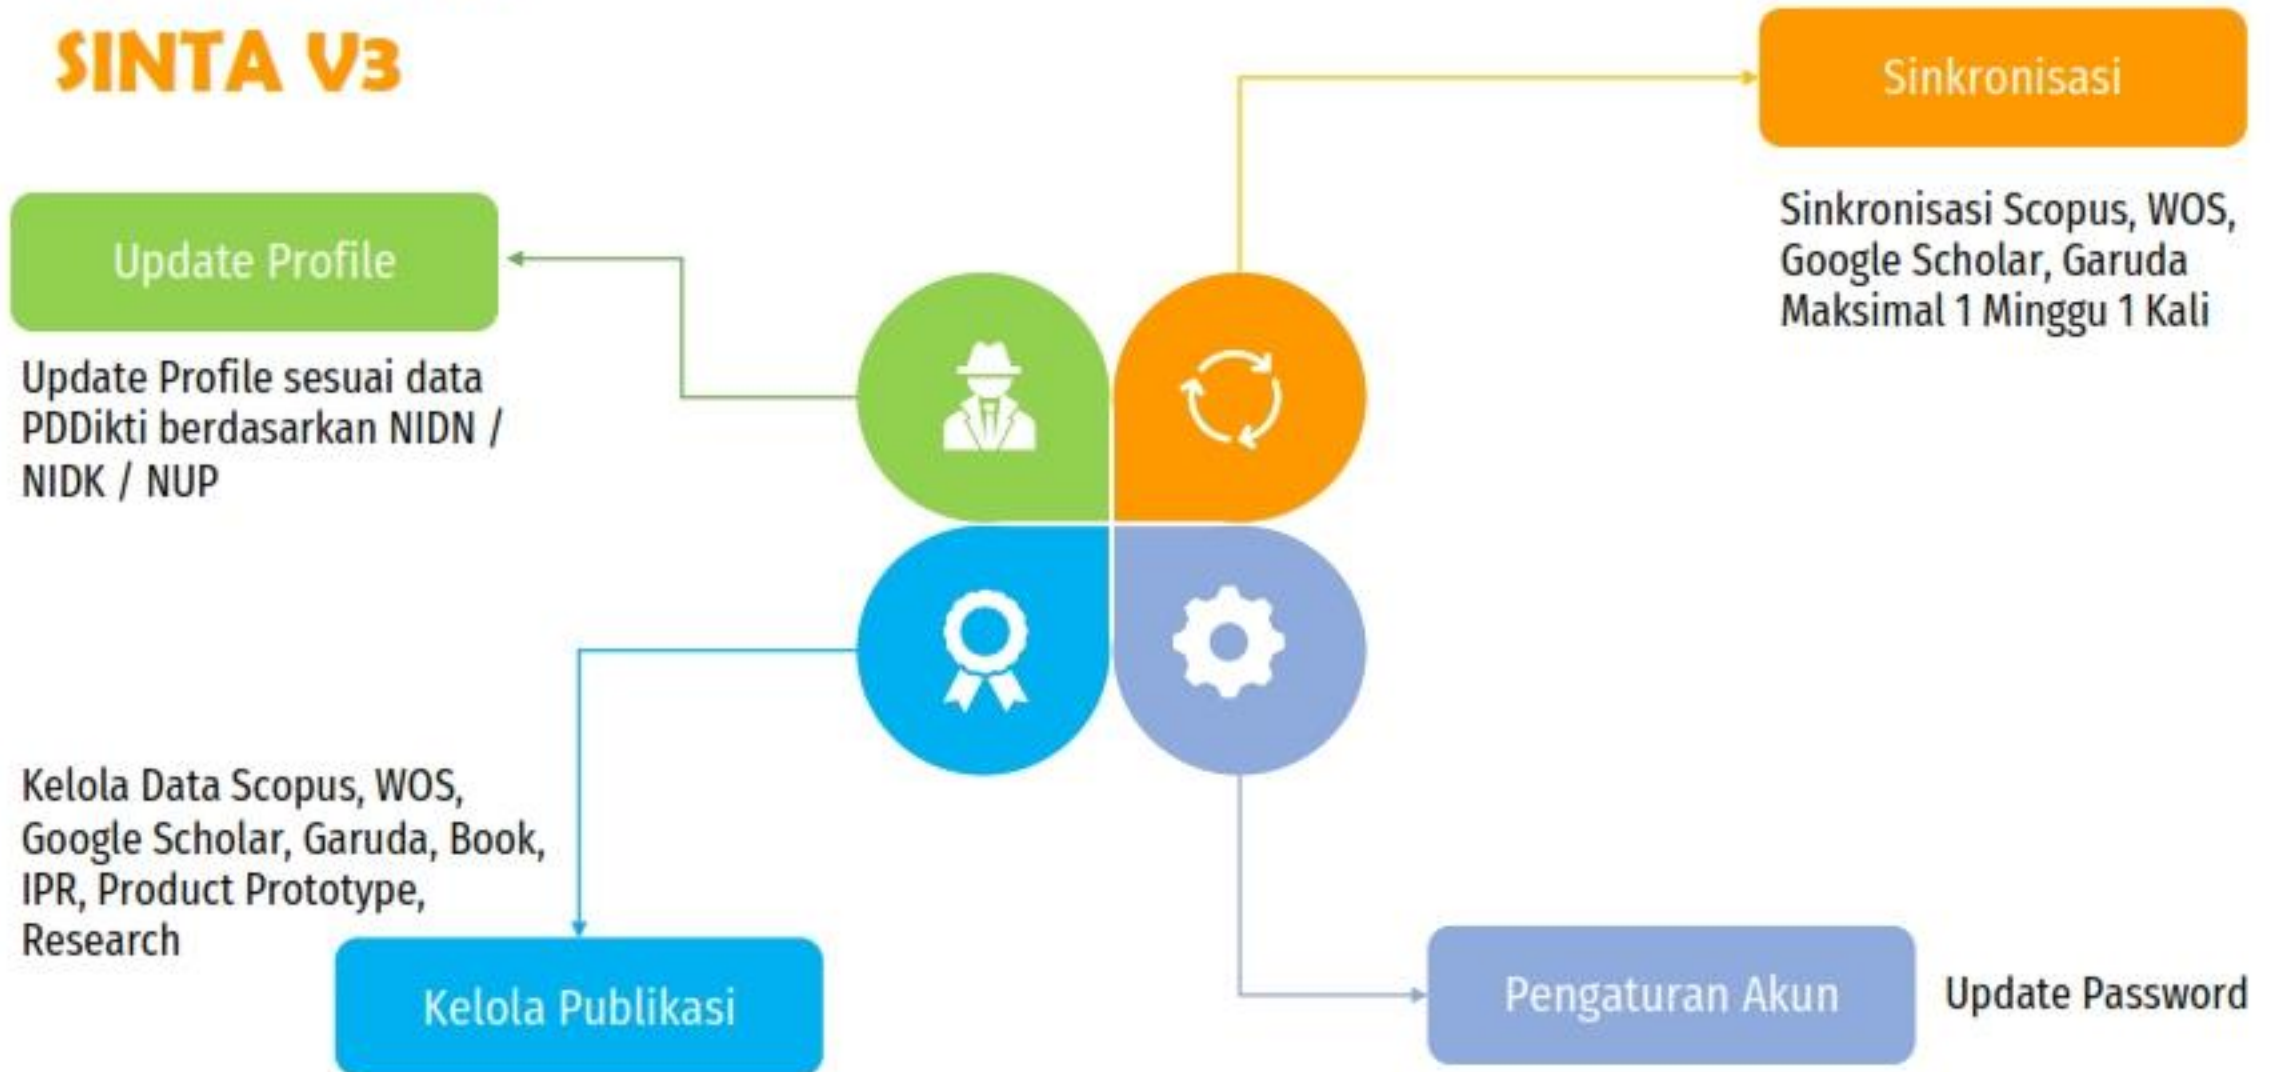 SINTA V3
Sinkronisasi
Sinkronisasi Scopus, WOS,
Google Scholar, Garuda
Maksimal 1 Minggu 1 Kali
Update Profile
Update Profile sesuai data
PDDikti berdasarkan NIDN /
NIDK / NUP
Kelola Data Scopus, WOS,
Google Scholar, Garuda, Book,
IPR, Product Prototype,
Research
Kelola Publikasi
Pengaturan Akun
Update Password